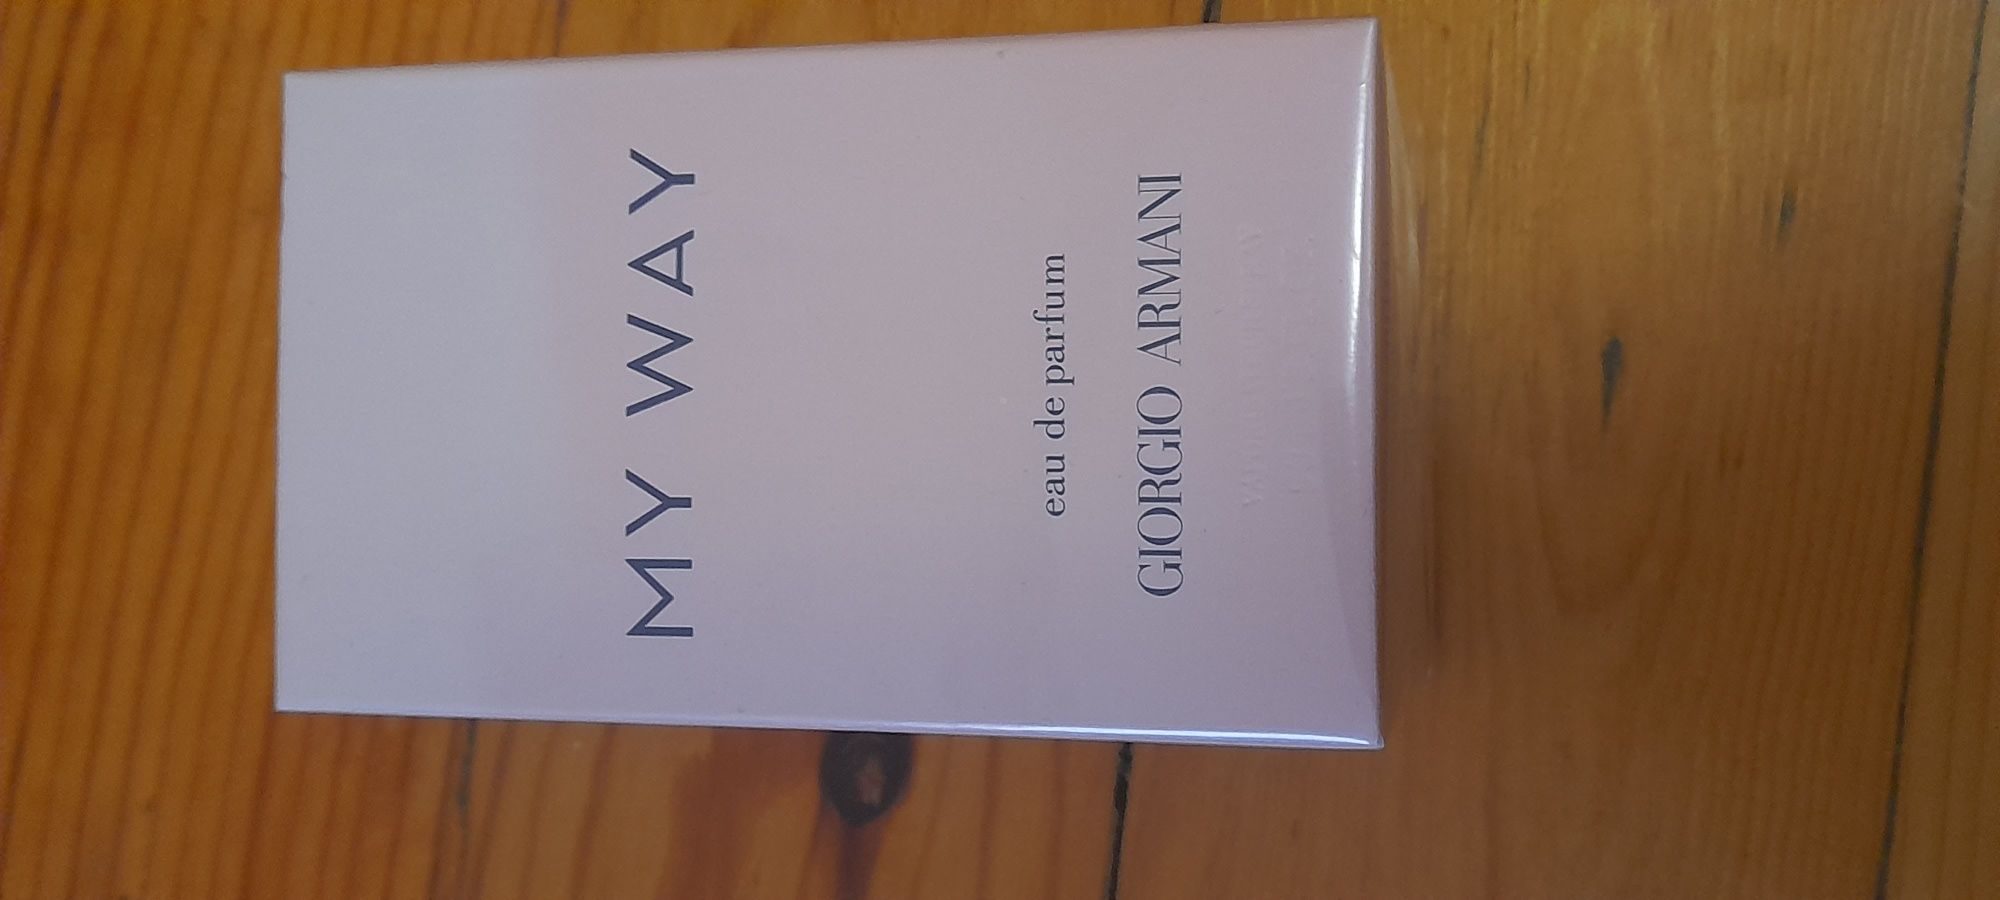 MY WAY
eau de parfum
GIORGIO ARMANI